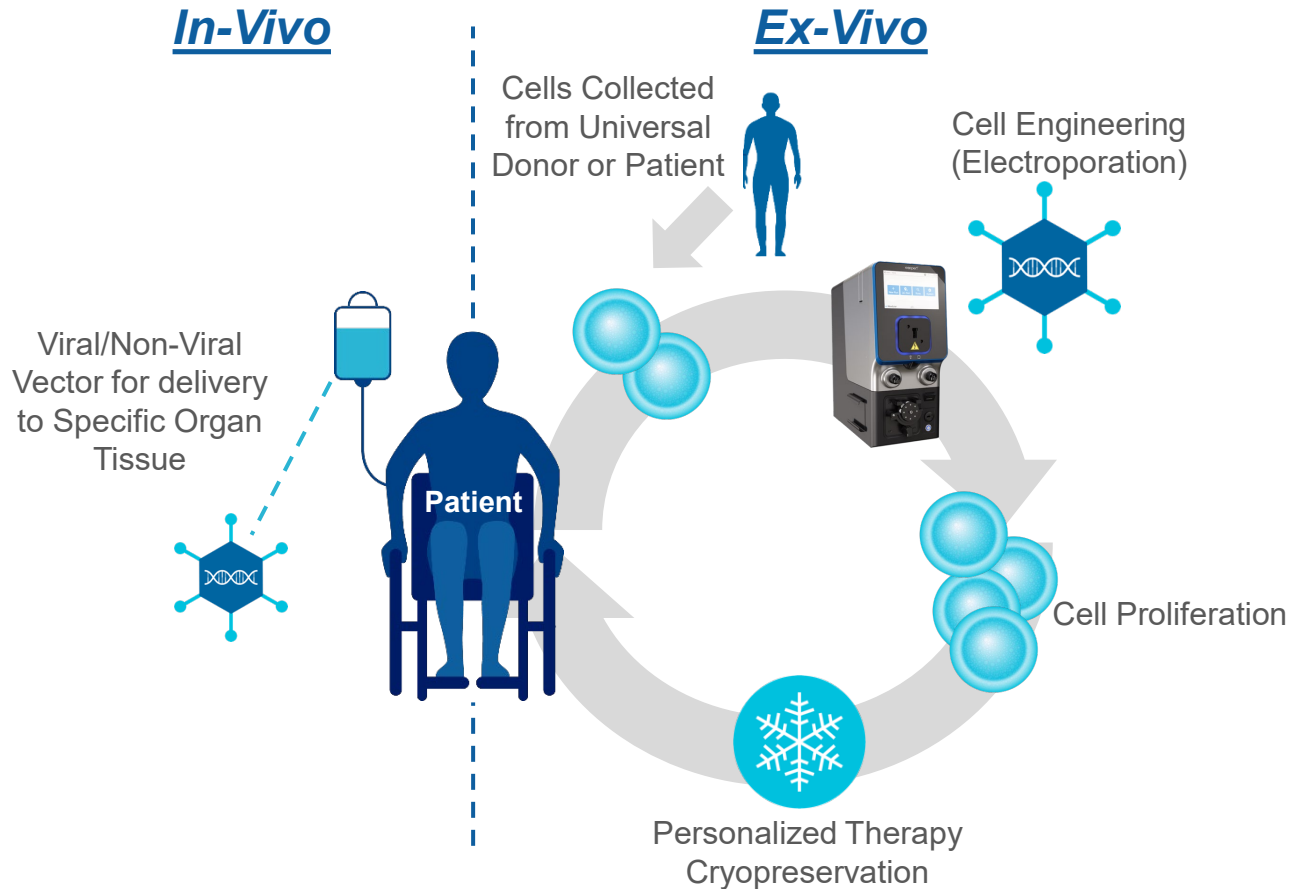 In-Vivo
Ex-Vivo
Cells Collected
from Universal
Donor or Patient
Cell Engineering
(Electroporation)
Viral/Non-Viral
Vector for delivery
to Specific Organ
Tissue
Patient
Cell Proliferation
Personalized Therapy
Cryopreservation